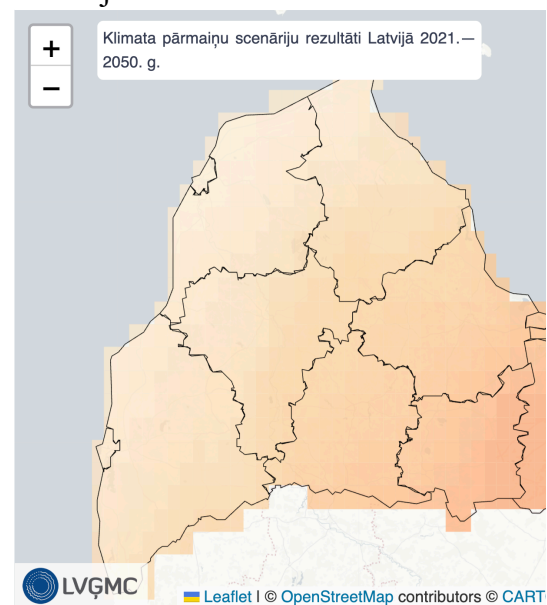 +
Klimata pārmaiņu scenāriju rezultāti Latvijā 2021.—
2050. g.
−
LVĢMC
Leaflet | © OpenStreetMap contributors © CART